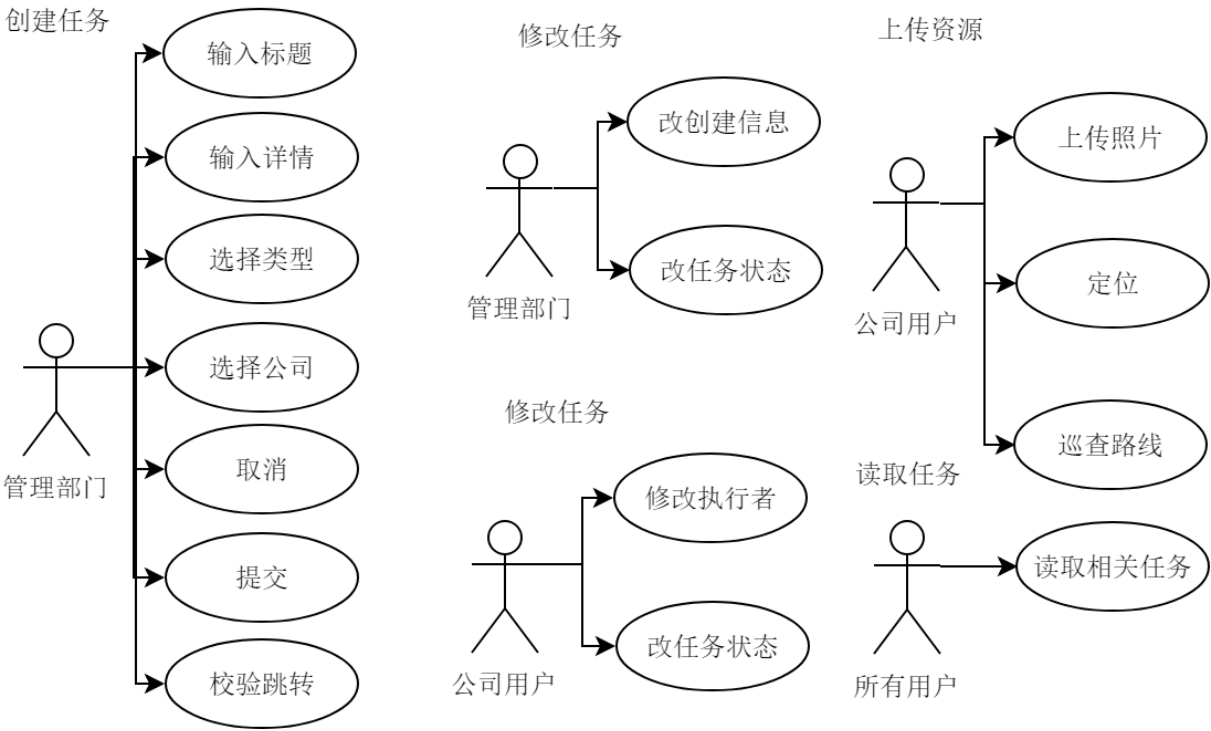 创建任务
输入标题
输入详情
选择类型
选择公司
取消
提交
校验跳转
管理部门
修改任务
改创建信息
改任务状态
管理部门
修改任务
修改执行者
改任务状态
公司用户
上传资源
上传照片
定位
巡查路线
公司用户
读取任务
读取相关任务
所有用户